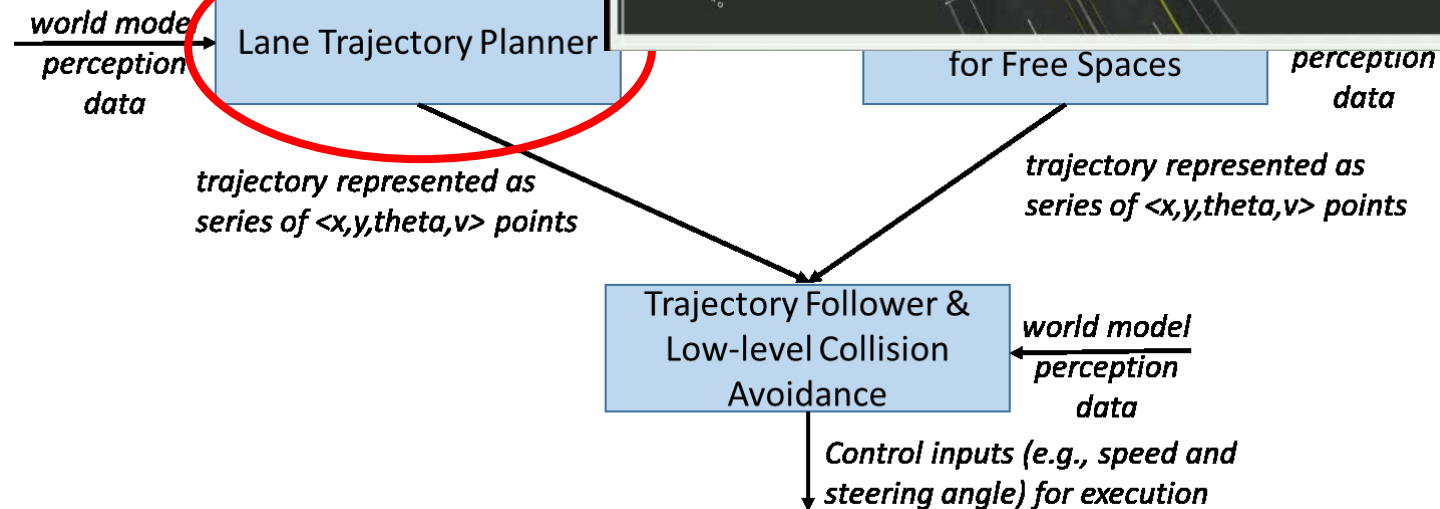 world mode
perception
data
Lane Trajectory Planner
for Free Spaces
perception
data
trajectory represented as
series of <x,y,theta,v> points
trajectory represented as
series of <x,y,theta,v> points
Trajectory Follower &
Low-level Collision
Avoidance
world model
perception
data
Control inputs (e.g., speed and
steering angle) for execution